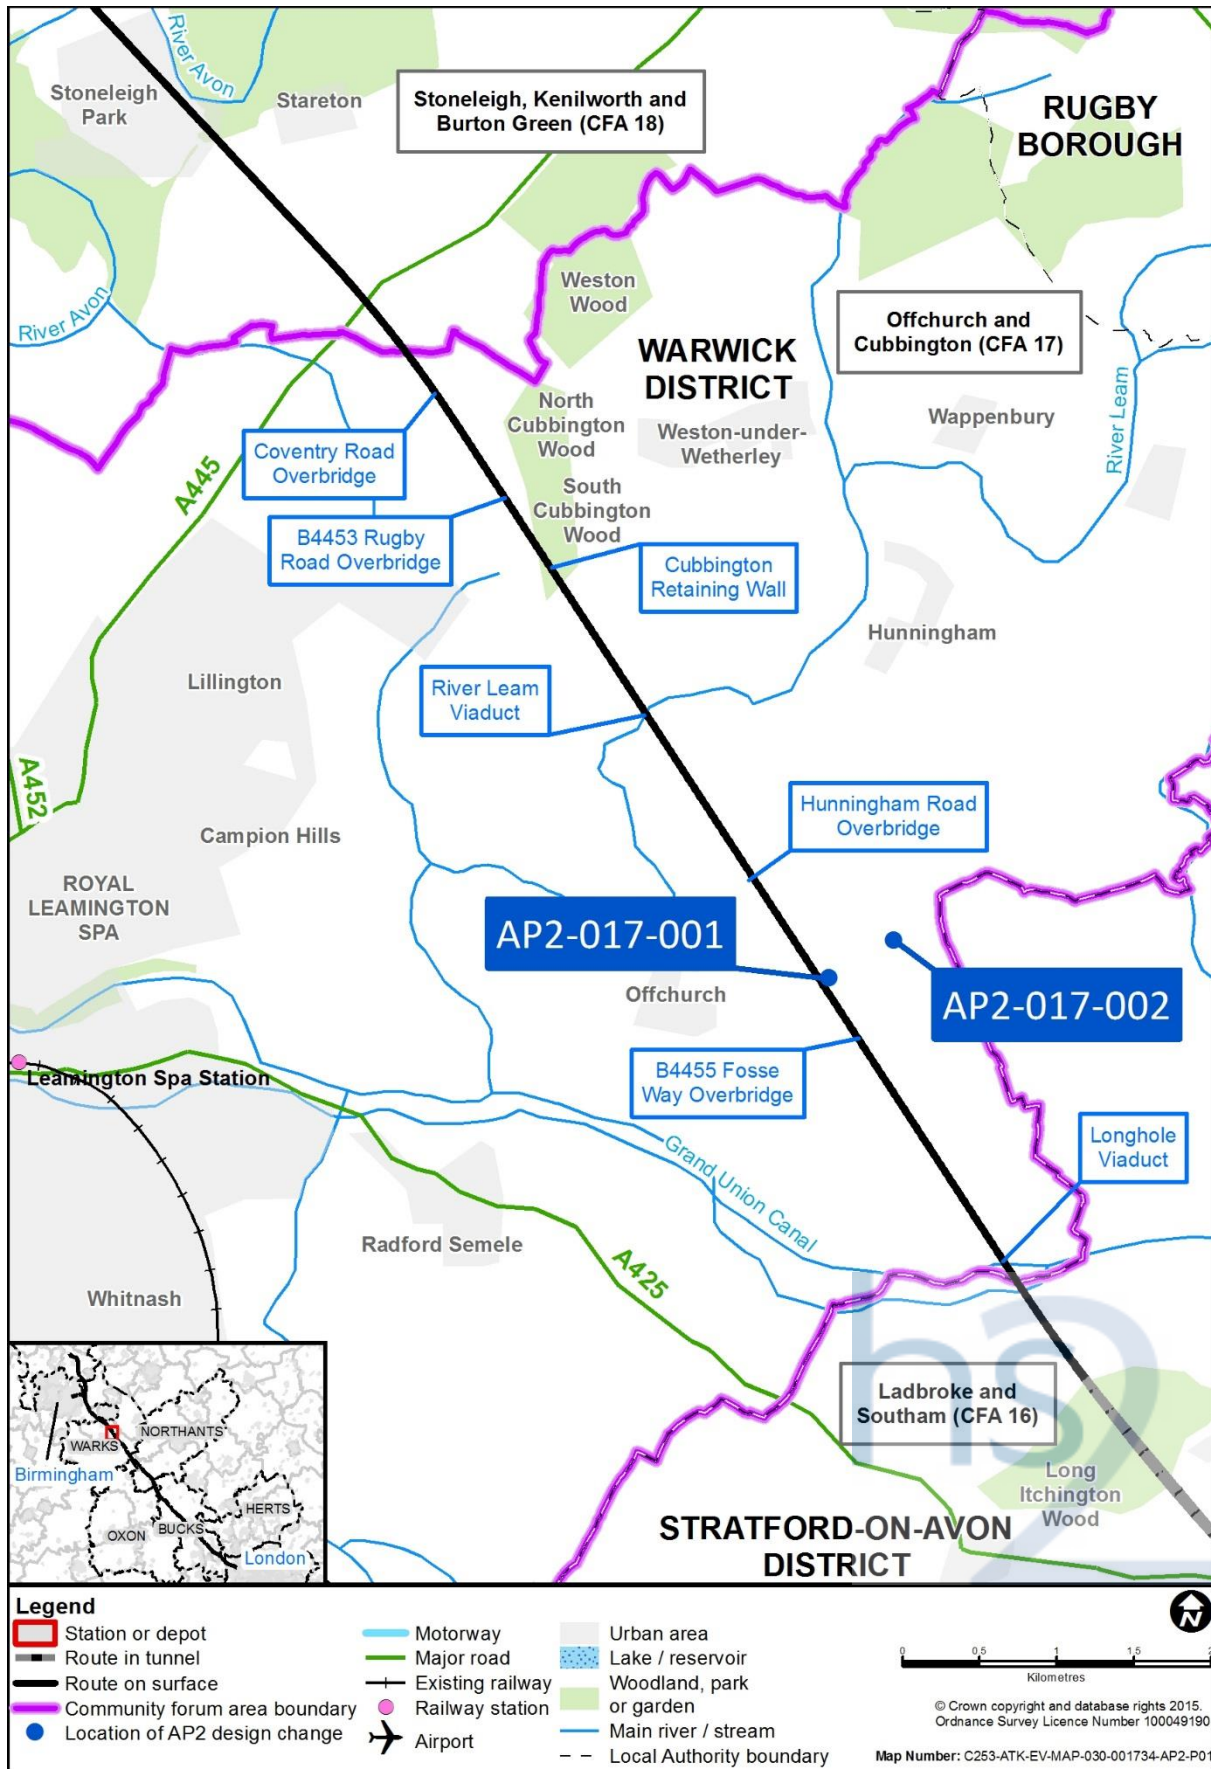 River Avon
Stoneleigh
Park
Stareton
Stoneleigh, Kenilworth and
Burton Green (CFA 18)
RUGBY
BOROUGH
River Avon
Weston
Wood
Offchurch and
Cubbington (CFA 17)
WARWICK
DISTRICT
River Leam
North
Cubbington
Wood
Weston-under-
Wetherley
Wappenbury
Coventry Road
Overbridge
A445
South
Cubbington
Wood
B4453 Rugby
Road Overbridge
Cubbington
Retaining Wall
Hunningham
Lillington
River Leam
Viaduct
A452
Hunningham Road
Overbridge
Campion Hills
ROYAL
LEAMINGTON
SPA
AP2-017-001
AP2-017-002
Offchurch
B4455 Fosse
Way Overbridge
Leamington Spa Station
Longhole
Viaduct
Grand Union Canal
Radford Semele
A425
Whitnash
hs2
Ladbroke and
Southam (CFA 16)
Long
Itchington
Wood
STRATFORD-ON-AVON
DISTRICT
NORTHANTS
WARKS
Birmingham
HERTS
OXON
BUCKS
London
Legend
Station or depot
Route in tunnel
Route on surface
Community forum area boundary
Location of AP2 design change
Motorway
Major road
Existing railway
Railway station
Airport
Urban area
Lake / reservoir
Woodland, park
or garden
Main river / stream
Local Authority boundary
N
0 0.5 1 1.5 2
Kilometres
© Crown copyright and database rights 2015.
Ordnance Survey Licence Number 100049190
Map Number: C253-ATK-EV-MAP-030-001734-AP2-P01